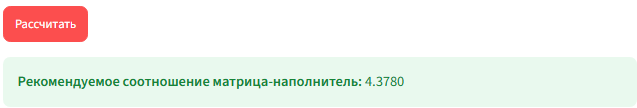 Рассчитать
Рекомендуемое соотношение матрица-наполнитель: 4.3780